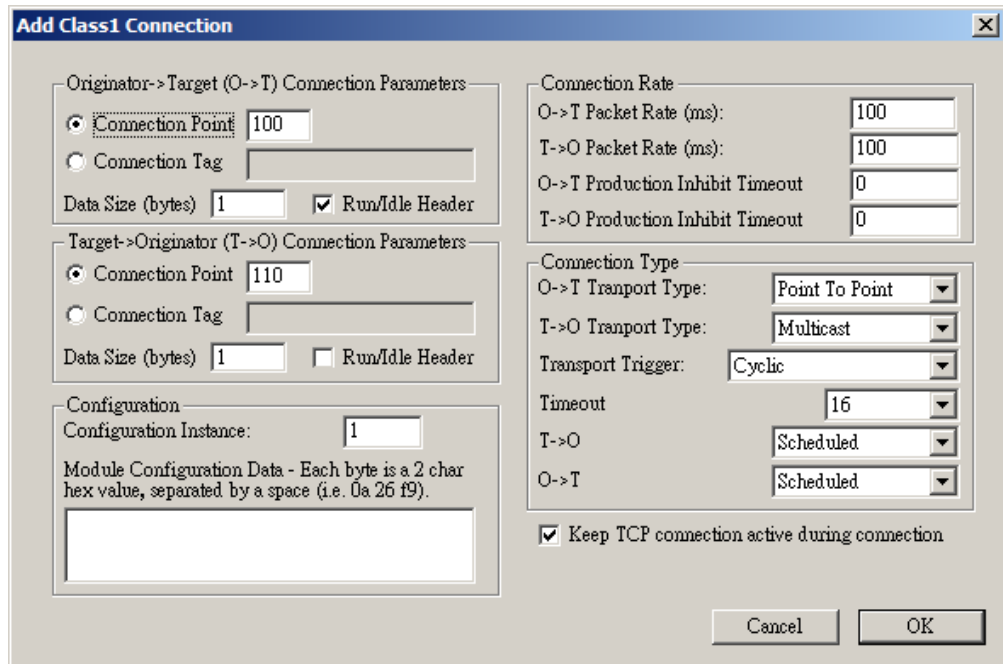 Add Class1 Connection
Originator->Target (O->T) Connection Parameters
Connection Point 100
Connection Tag
Data Size (bytes) 1 Run/Idle Header
Target->Originator (T->O) Connection Parameters
Connection Point 110
Connection Tag
Data Size (bytes) 1 Run/Idle Header
Configuration
Configuration Instance: 1
Module Configuration Data - Each byte is a 2 char
hex value, separated by a space (i.e. 0a 26 f9).
Connection Rate
O->T Packet Rate (ms): 100
T->O Packet Rate (ms): 100
O->T Production Inhibit Timeout 0
T->O Production Inhibit Timeout 0
Connection Type
O->T Tranport Type: Point To Point
T->O Tranport Type: Multicast
Transport Trigger: Cyclic
Timeout 16
T->O Scheduled
O->T Scheduled
Keep TCP connection active during connection
Cancel OK